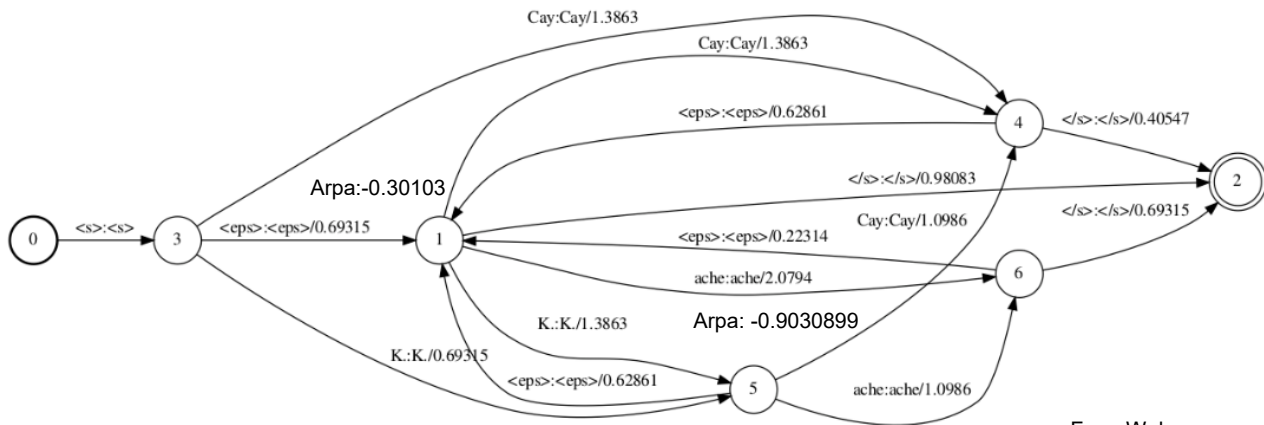 Cay:Cay/1.3863
Cay:Cay/1.3863
<eps>:<eps>/0.62861
</s>:</s>/0.40547
4
Arpa:-0.30103
</s>:</s>/0.98083
2
Cay:Cay/1.0986
</s>:</s>/0.69315
0
<s>:<s>
3
<eps>:<eps>/0.69315
1
<eps>:<eps>/0.22314
6
ache:ache/2.0794
K.:K./1.3863
Arpa: -0.9030899
K.:K./0.69315
<eps>:<eps>/0.62861
5
ache:ache/1.0986